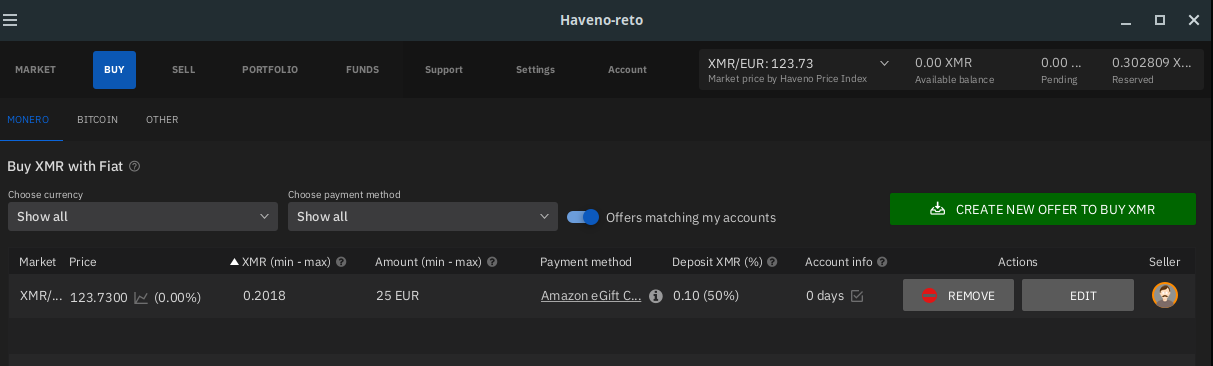 Haveno-reto
MARKET BUY SELL PORTFOLIO FUNDS Support Settings Account
XMR/EUR: 123.73 0.00 XMR 0.00 ... 0.302809 X...
Market price by Haveno Price Index Available balance Pending Reserved
MONERO BITCOIN OTHER
Buy XMR with Fiat
Choose currency Choose payment method
Show all Show all Offers matching my accounts CREATE NEW OFFER TO BUY XMR
Market Price XMR (min - max) Amount (min - max) Payment method Deposit XMR (%) Account info Actions Seller
XMR/... 123.7300 (0.00%) 0.2018 25 EUR Amazon eGift C... 0.10 (50%) 0 days REMOVE EDIT